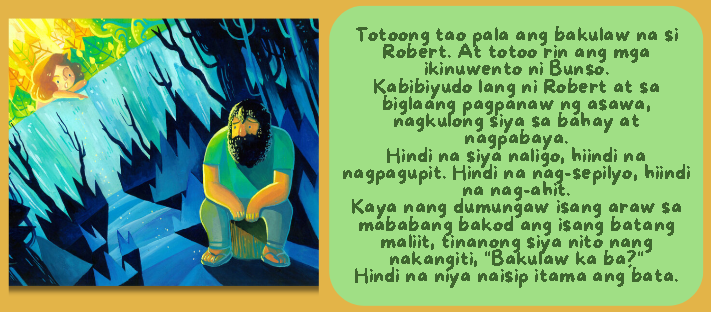 Totoong tao pala ang bakulaw na si
Robert. At totoo rin ang mga
ikinuwento ni Bunso.
Kabibiyudo lang ni Robert at sa
biglaang pagpanaw ng asawa,
nagkulong siya sa bahay at
nagpabaya.
Hindi na siya naligo, hiindi na
nagpagupit. Hindi na nag-sepilyo, hiindi
na nag-ahit.
Kaya nang dumungaw isang araw sa
mababang bakod ang isang batang
maliit, tinanong siya nito nang
nakangiti, "Bakulaw ka ba?"
Hindi na niya naisip itama ang bata.